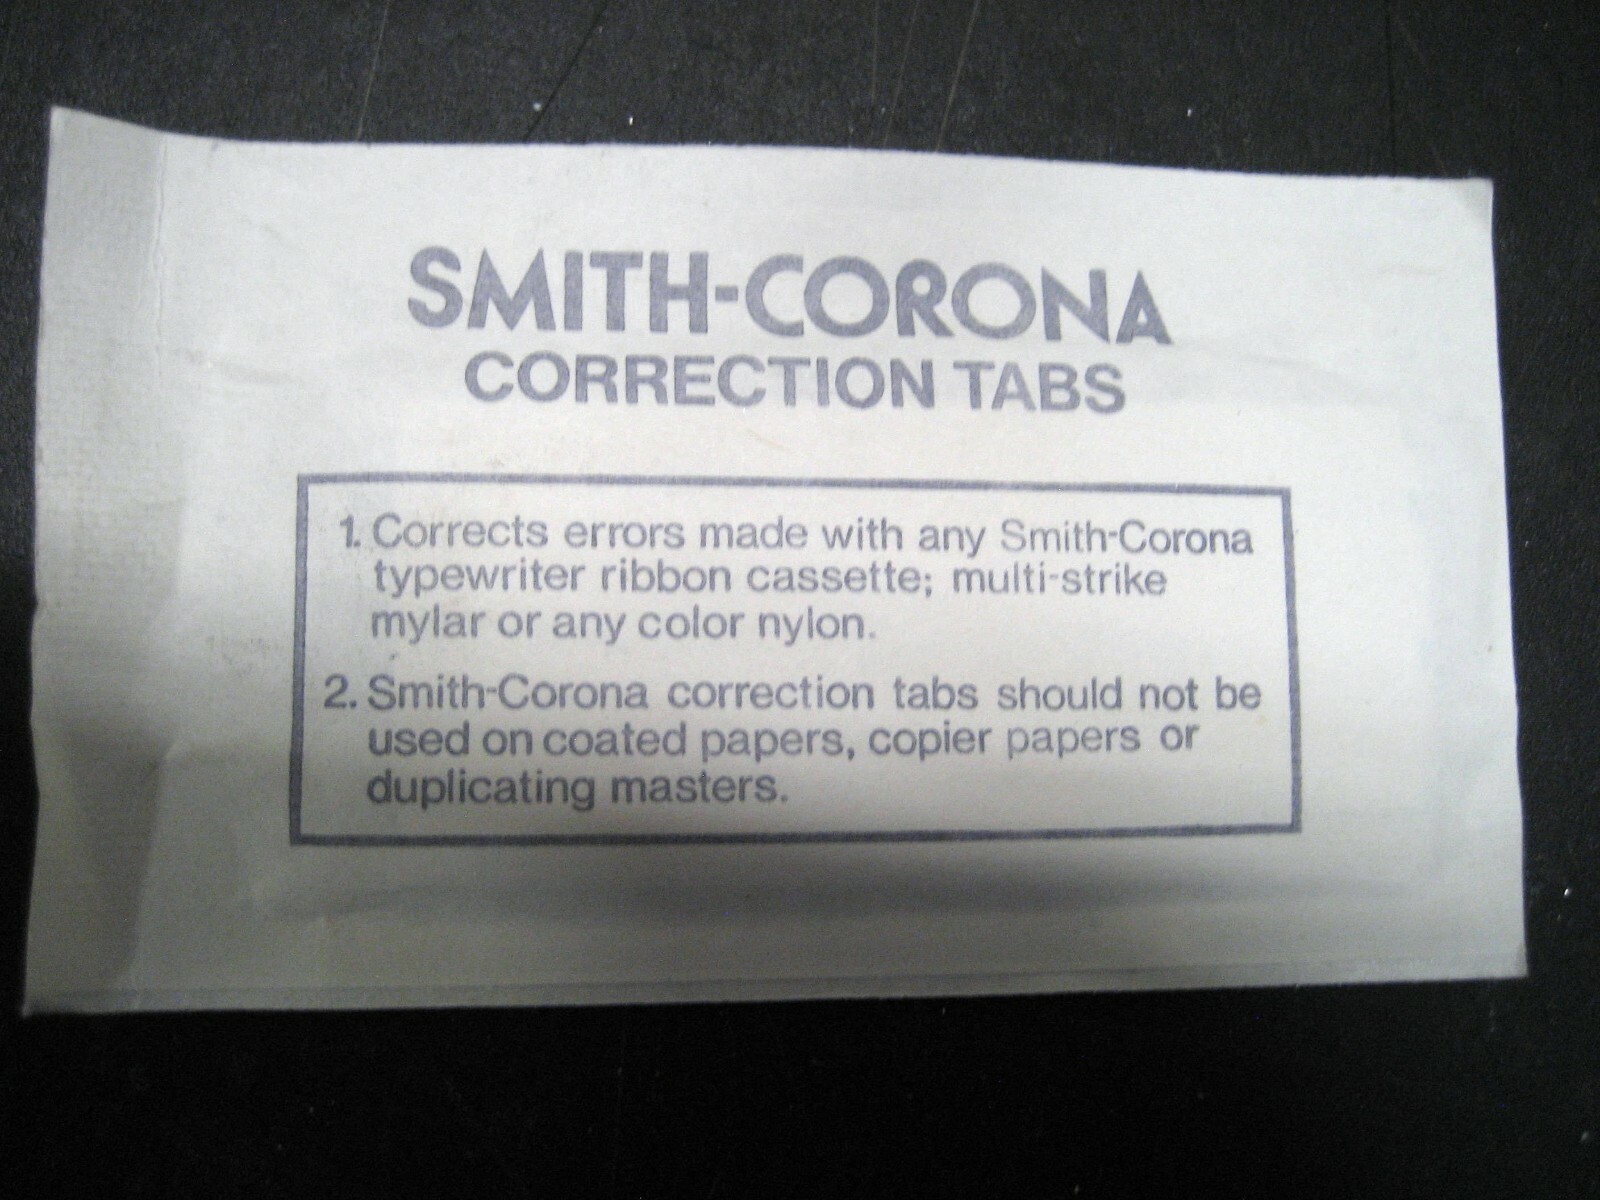 SMITH-CORONA
CORRECTION TABS
1. Corrects errors made with any Smith-Corona
typewriter ribbon cassette; multi-strike
mylar or any color nylon.
2. Smith-Corona correction tabs should not be
used on coated papers, copier papers or
duplicating masters.